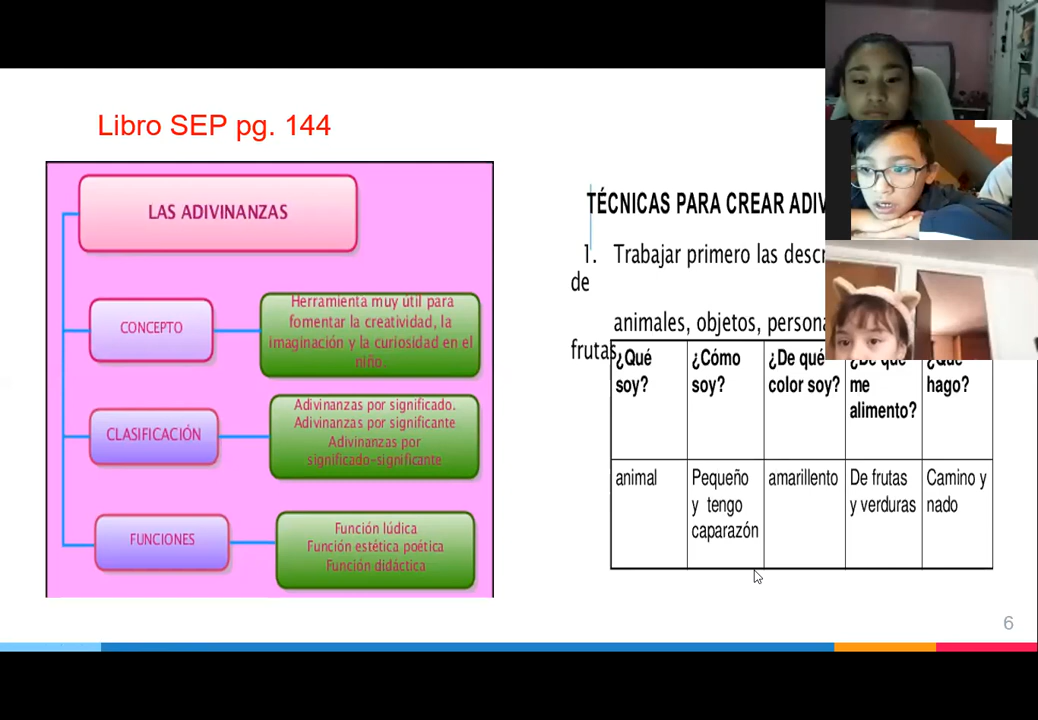 Libro SEP pg. 144
LAS ADIVINANZAS
CONCEPTO
Herramienta muy útil para
fomentar la creatividad, la
imaginación y la curiosidad en el
niño.
CLASIFICACIÓN
Adivinanzas por significado.
Adivinanzas por significante
Adivinanzas por
significado-significante
FUNCIONES
Función lúdica
Función estética poética
Función didáctica
TÉCNICAS PARA CREAR
1. Trabajar primero las
de
animales, objetos,
frutas
¿Qué
soy?
¿Cómo
soy?
¿De qué
color soy?
¿De qué
me
alimento?
¿Qué
hago?
animal
Pequeño
y tengo
caparazón
amarillento
De frutas
y verduras
Camino y
nado
6